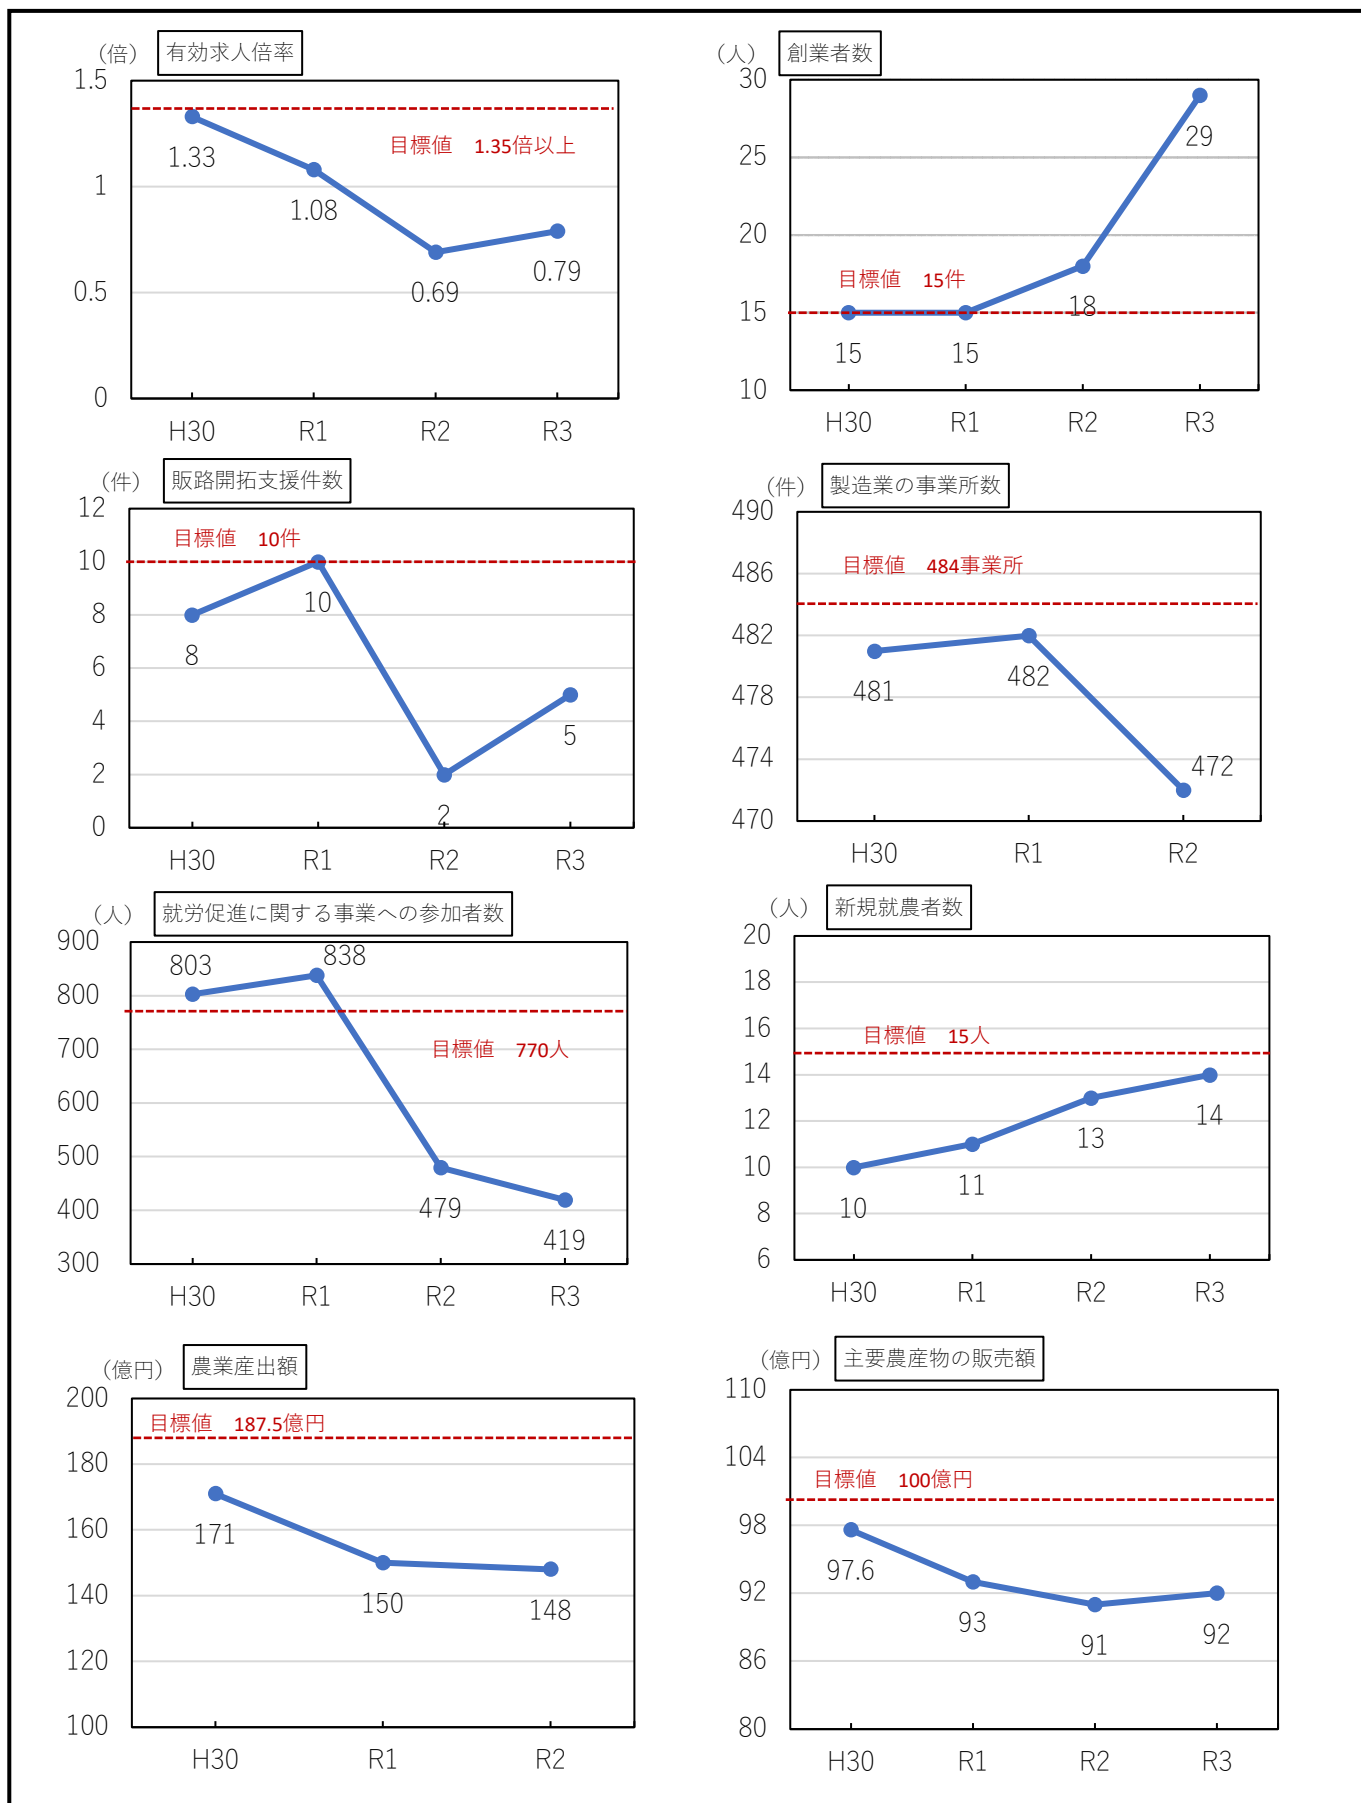 （倍）
有効求人倍率
1.5
1
0.5
0
目標値　1.35倍以上
1.33
1.08
0.69
0.79
H30 R1 R2 R3
（人）
創業者数
30
25
20
15
10
目標値　15件
15
15
18
29
H30 R1 R2 R3
（件）
販路開拓支援件数
12
10
8
6
4
2
0
目標値　10件
8
10
2
5
H30 R1 R2 R3
（件）
製造業の事業所数
490
486
482
478
474
470
目標値　484事業所
481
482
472
H30 R1 R2
（人）
就労促進に関する事業への参加者数
900
800
700
600
500
400
300
803
838
目標値　770人
479
419
H30 R1 R2 R3
（人）
新規就農者数
20
18
16
14
12
10
8
6
目標値　15人
10
11
13
14
H30 R1 R2 R3
（億円）
農業産出額
200
180
160
140
120
100
目標値　187.5億円
171
150
148
H30 R1 R2
（億円）
主要農産物の販売額
110
104
98
92
86
80
目標値　100億円
97.6
93
91
92
H30 R1 R2 R3